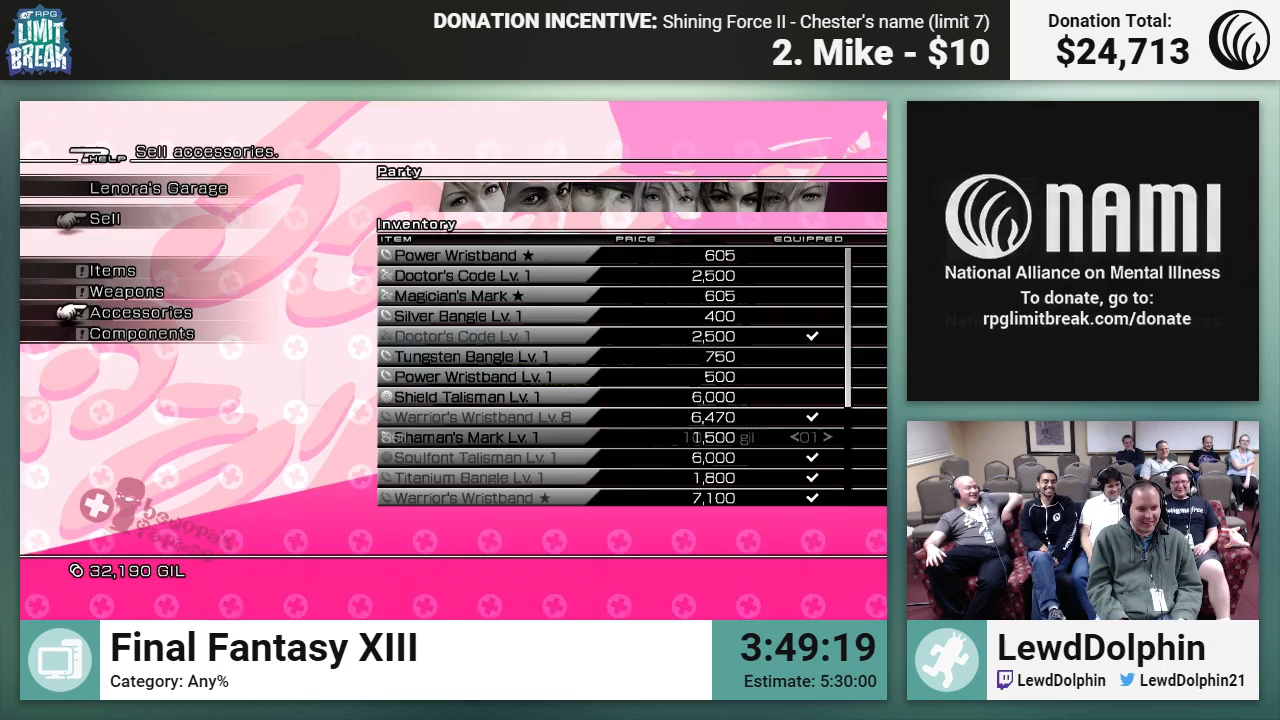 RPG
LIMIT
BREAK
DONATION INCENTIVE: Shining Force II - Chester's name (limit 7)
2. Mike - $10
Donation Total:
$24,713
HELP
Sell accessories.
Lenora's Garage
Sell
Items
Weapons
Accessories
Components
Party
Inventory
ITEM PRICE EQUIPPED
Power Wristband ★ 605
Doctor's Code Lv. 1 2,500
Magician's Mark ★ 605
Silver Bangle Lv. 1 400
Doctor's Code Lv. 1 2,500 ✓
Tungsten Bangle Lv. 1 750
Power Wristband Lv. 1 500
Shield Talisman Lv. 1 6,000
Warrior's Wristband Lv. 8 6,470 ✓
Shaman's Mark Lv. 1 1,500 gil <01>
Soulfont Talisman Lv. 1 6,000 ✓
Titanium Bangle Lv. 1 1,800 ✓
Warrior's Wristband ★ 7,100 ✓
32,190 GIL
NAMI
National Alliance on Mental Illness
To donate, go to:
rpglimitbreak.com/donate
Final Fantasy XIII
Category: Any%
3:49:19
Estimate: 5:30:00
LewdDolphin
LewdDolphin LewdDolphin21